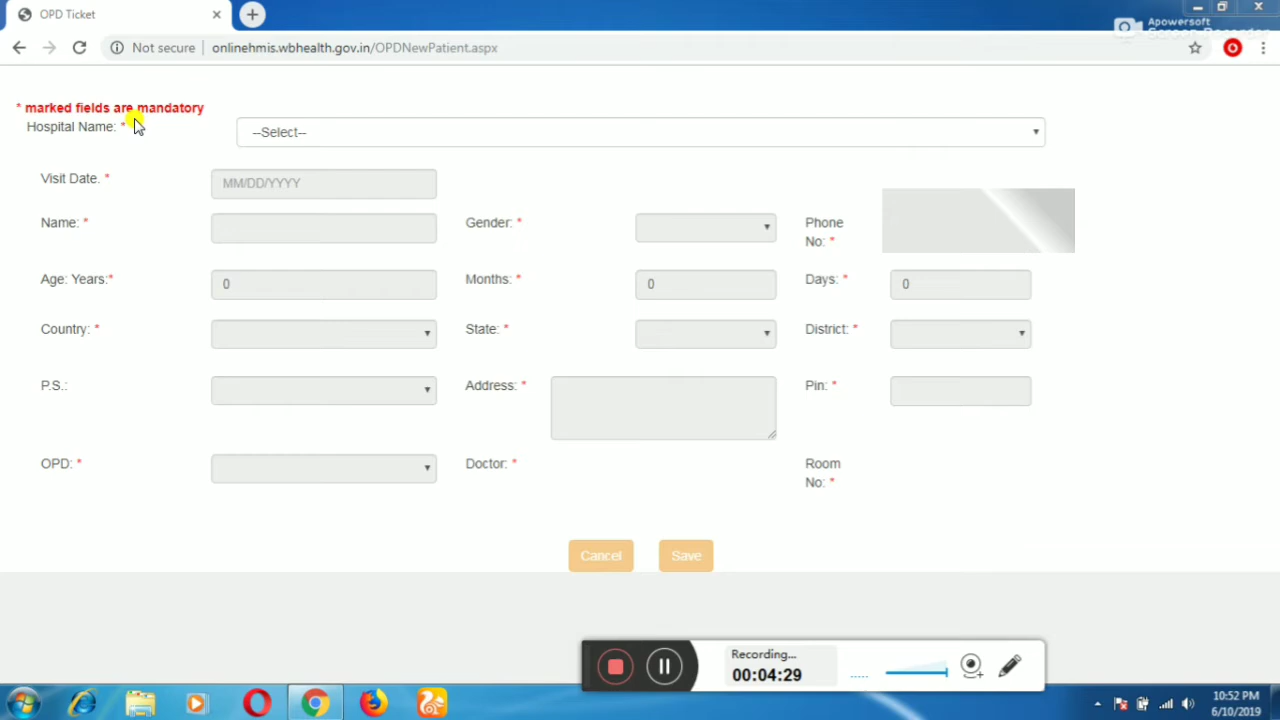 OPD Ticket
Apowersoft
Screen Recorder
Not secure
onlinehmis.wbhealth.gov.in/OPDNewPatient.aspx
* marked fields are mandatory
Hospital Name: *
--Select--
Visit Date. *
MM/DD/YYYY
Name: *
Gender: *
Phone
No: *
Age: Years:*
0
Months: *
0
Days: *
0
Country: *
State: *
District: *
P.S.:
Address: *
Pin: *
OPD: *
Doctor: *
Room
No: *
Cancel
Save
Recording...
00:04:29
10:52 PM
6/10/2019